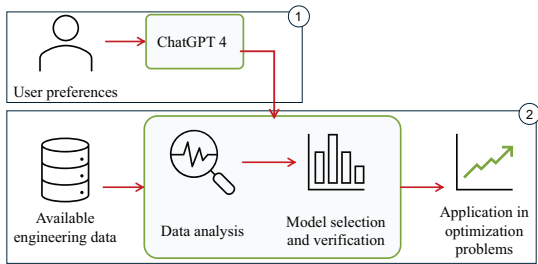 1
ChatGPT 4
User preferences
2
Available
engineering data
Data analysis
Model selection
and verification
Application in
optimization
problems